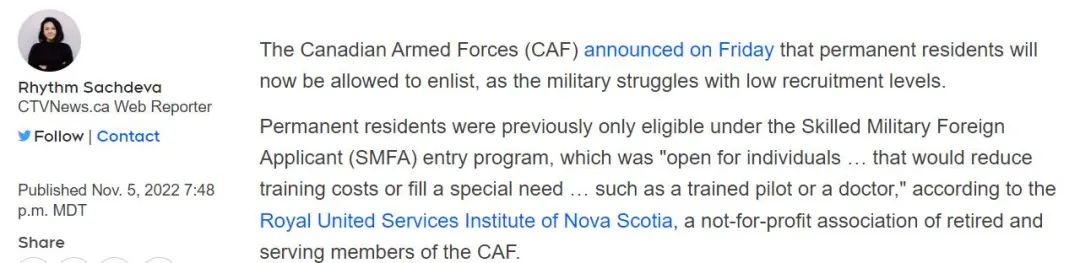 Rhythm Sachdeva
CTVNews.ca Web Reporter
Follow | Contact
Published Nov. 5, 2022 7:48
p.m. MDT
Share
The Canadian Armed Forces (CAF) announced on Friday that permanent residents will
now be allowed to enlist, as the military struggles with low recruitment levels.
Permanent residents were previously only eligible under the Skilled Military Foreign
Applicant (SMFA) entry program, which was "open for individuals … that would reduce
training costs or fill a special need … such as a trained pilot or a doctor," according to the
Royal United Services Institute of Nova Scotia, a not-for-profit association of retired and
serving members of the CAF.